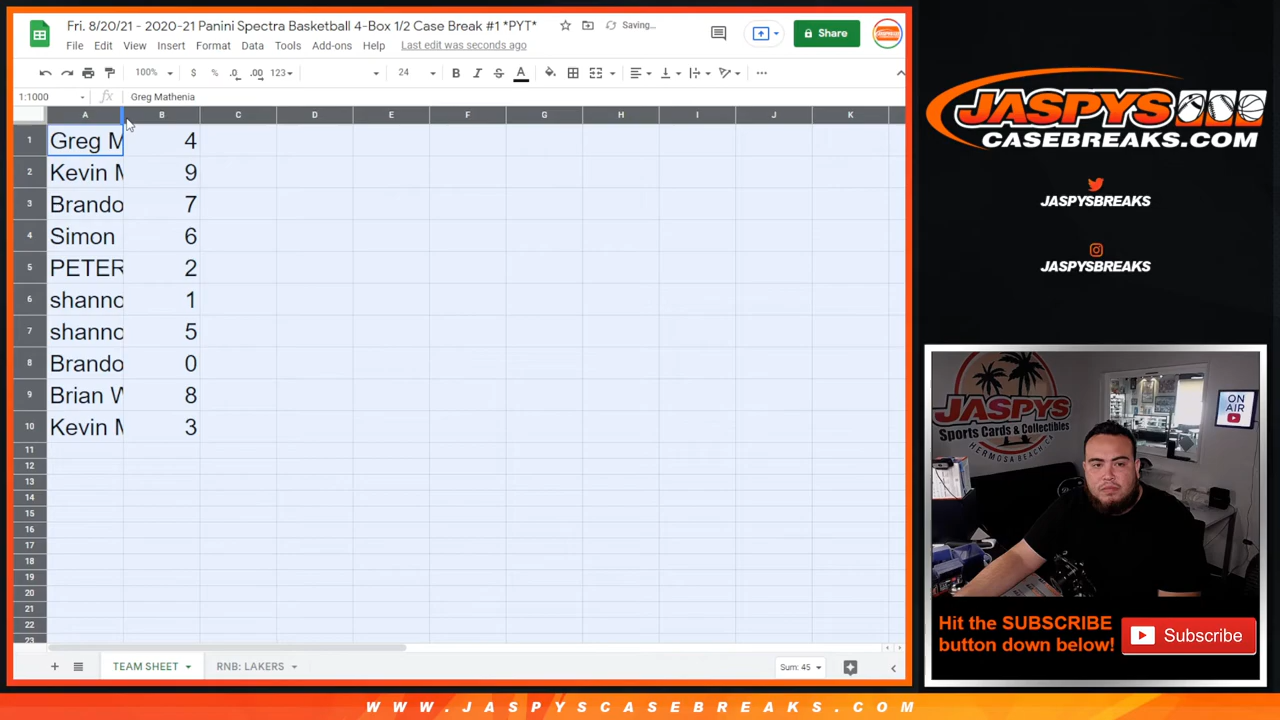 Fri. 8/20/21 - 2020-21 Panini Spectra Basketball 4-Box 1/2 Case Break #1 *PYT*
Saving...
File Edit View Insert Format Data Tools Add-ons Help Last edit was seconds ago
Share
100% $ % .0 .00 123 24 B I S A
1:1000 fx Greg Mathenia
A B C D E F G H I J K
1 Greg M 4
2 Kevin M 9
3 Brando 7
4 Simon 6
5 PETER 2
6 shanno 1
7 shanno 5
8 Brando 0
9 Brian W 8
10 Kevin M 3
11
12
13
14
15
16
17
18
19
20
21
22
23
TEAM SHEET RNB: LAKERS Sum: 45
JASPYS
CASEBREAKS.COM
JASPYSBREAKS
JASPYSBREAKS
JASPYS
Sports Cards & Collectibles
HERMOSA BEACH CA
ON
AIR
Hit the SUBSCRIBE
button down below!
Subscribe
WWW.JASPYSCASEBREAKS.COM